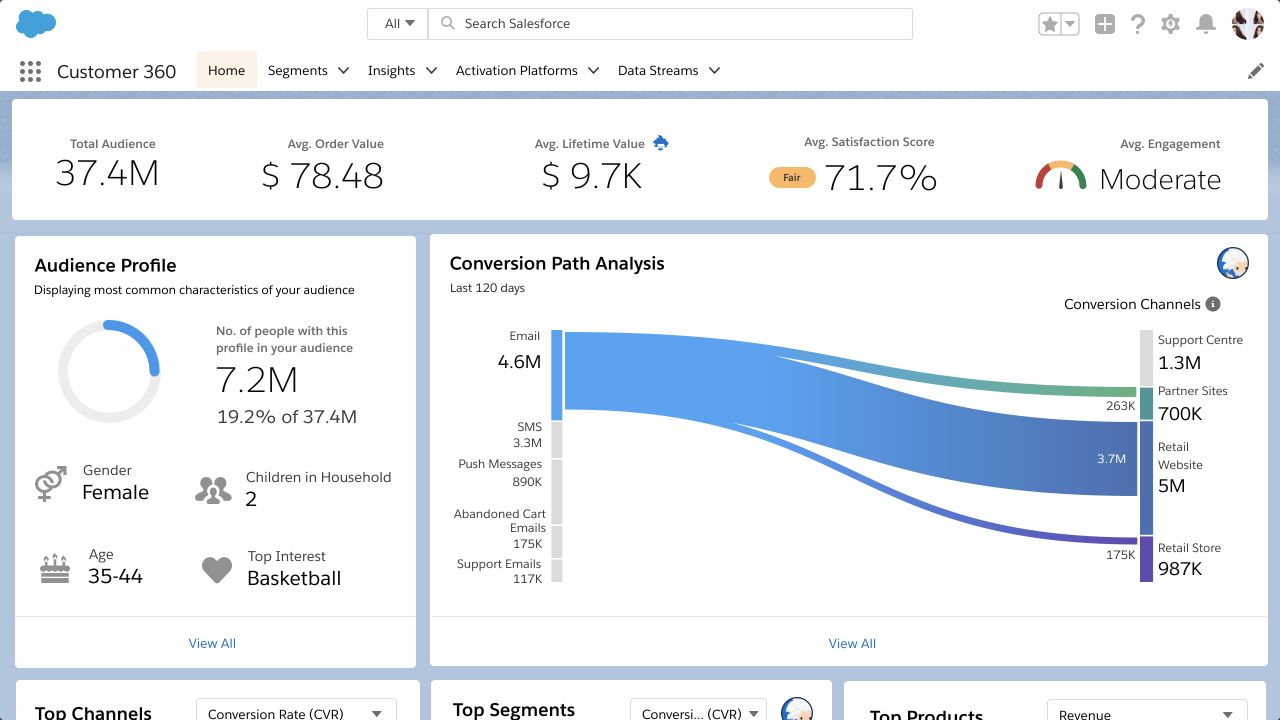 All
Search Salesforce
Customer 360
Home
Segments
Insights
Activation Platforms
Data Streams
Total Audience
37.4M
Avg. Order Value
$ 78.48
Avg. Lifetime Value
$ 9.7K
Avg. Satisfaction Score
Fair
71.7%
Avg. Engagement
Moderate
Audience Profile
Displaying most common characteristics of your audience
No. of people with this
profile in your audience
7.2M
19.2% of 37.4M
Gender
Female
Children in Household
2
Age
35-44
Top Interest
Basketball
View All
Conversion Path Analysis
Last 120 days
Conversion Channels
Email
4.6M
SMS
3.3M
Push Messages
890K
Abandoned Cart
Emails
175K
Support Emails
117K
263K
3.7M
175K
Support Centre
1.3M
Partner Sites
700K
Retail
Website
5M
Retail Store
987K
View All
Top Channels
Conversion Rate (CVR)
Top Segments
Conversi... (CVR)
Top Products
Revenue